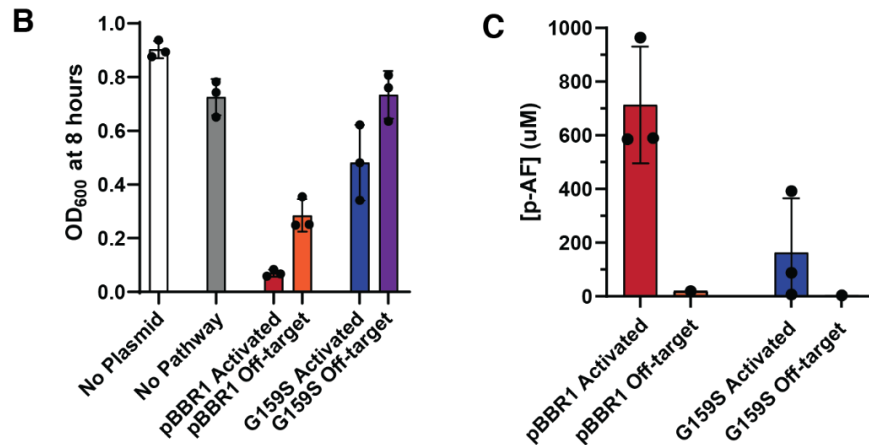 B
OD600 at 8 hours
1.0
0.8
0.6
0.4
0.2
0.0
No Plasmid
No Pathway
pBBR1 Activated
pBBR1 Off-target
G159S Activated
G159S Off-target
C
[p-AF] (uM)
1000
800
600
400
200
0
pBBR1 Activated
pBBR1 Off-target
G159S Activated
G159S Off-target